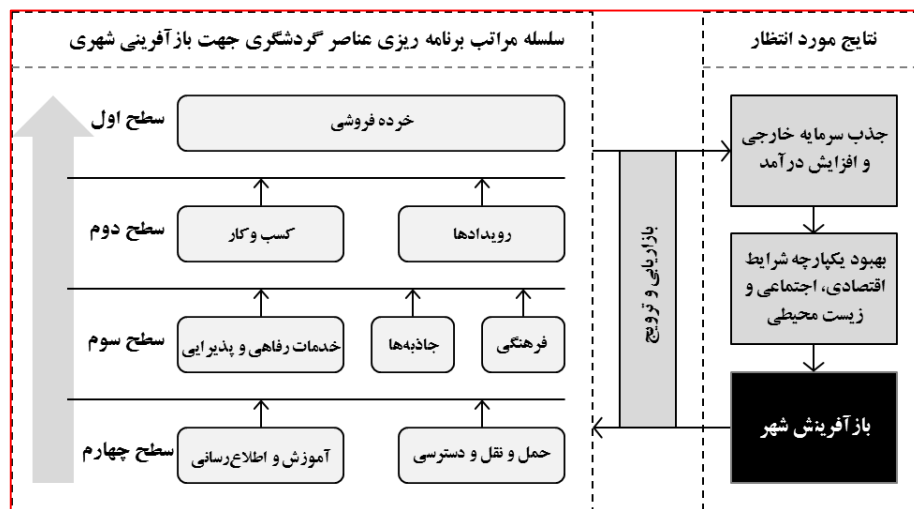 سلسله مراتب برنامه ریزی عناصر گردشگری جهت بازآفرینی شهری
نتایج مورد انتظار
سطح اول
خرده فروشی
سطح دوم
رویدادها
کسب وکار
سطح سوم
فرهنگی
جاذبه‌ها
خدمات رفاهی و پذیرایی
سطح چهارم
حمل و نقل و دسترسی
آموزش و اطلاع‌رسانی
بازاریابی و ترویج
جذب سرمایه خارجی
و افزایش درآمد
بهبود یکپارچه شرایط
اقتصادی، اجتماعی و
زیست محیطی
بازآفرینش شهر